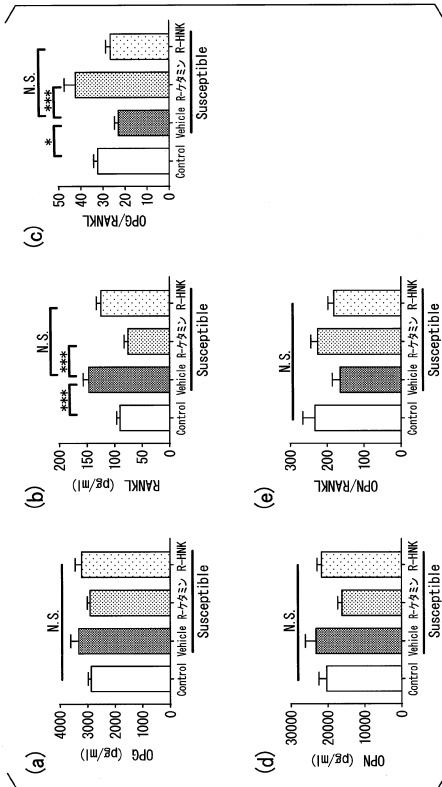 (a)
OPG
(pg/ml)
4000
3000
2000
1000
0
N.S.
Control Vehicle R-ケタミン R-HNK
Susceptible
(b)
RANKL
(pg/ml)
200
150
100
50
0
N.S.
***
***
Control Vehicle R-ケタミン R-HNK
Susceptible
(c)
OPG/RANKL
50
40
30
20
10
0
N.S.
***
*
Control Vehicle R-ケタミン R-HNK
Susceptible
(d)
OPN
(pg/ml)
30000
20000
10000
0
N.S.
Control Vehicle R-ケタミン R-HNK
Susceptible
(e)
OPN/RANKL
300
200
100
0
N.S.
Control Vehicle R-ケタミン R-HNK
Susceptible